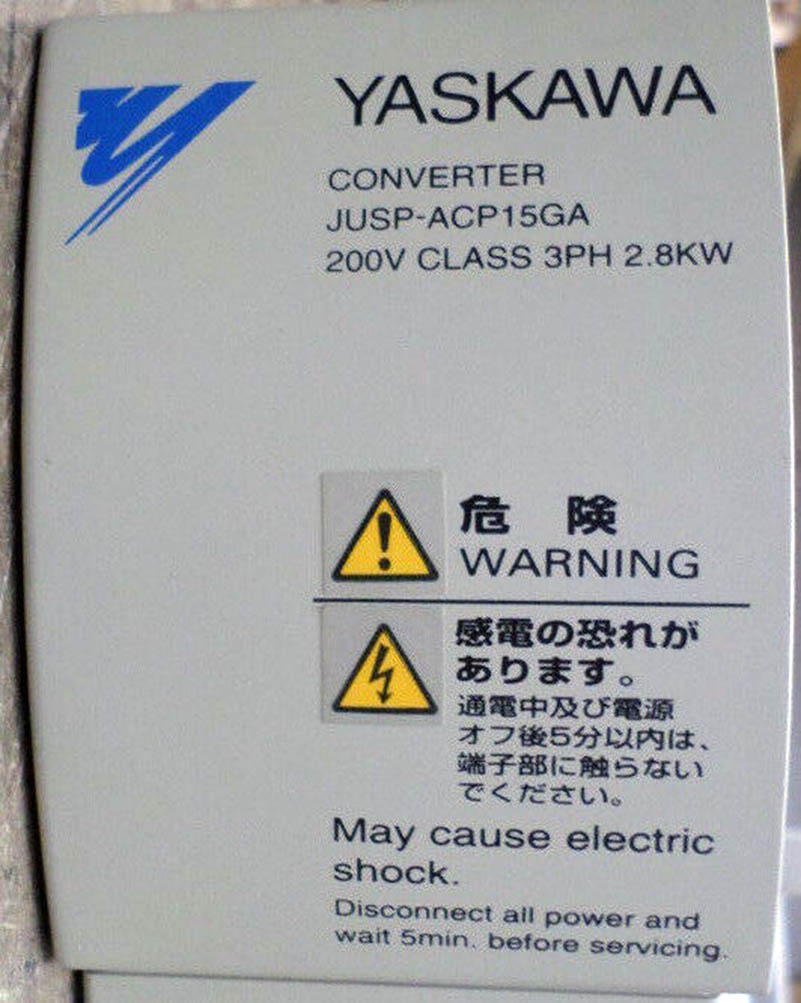 YASKAWA
CONVERTER
JUSP-ACP15GA
200V CLASS 3PH 2.8KW
危 険
WARNING
感電の恐れが
あります。
通電中及び電源
オフ後5分以内は、
端子部に触らない
でください。
May cause electric
shock.
Disconnect all power and
wait 5min. before servicing.